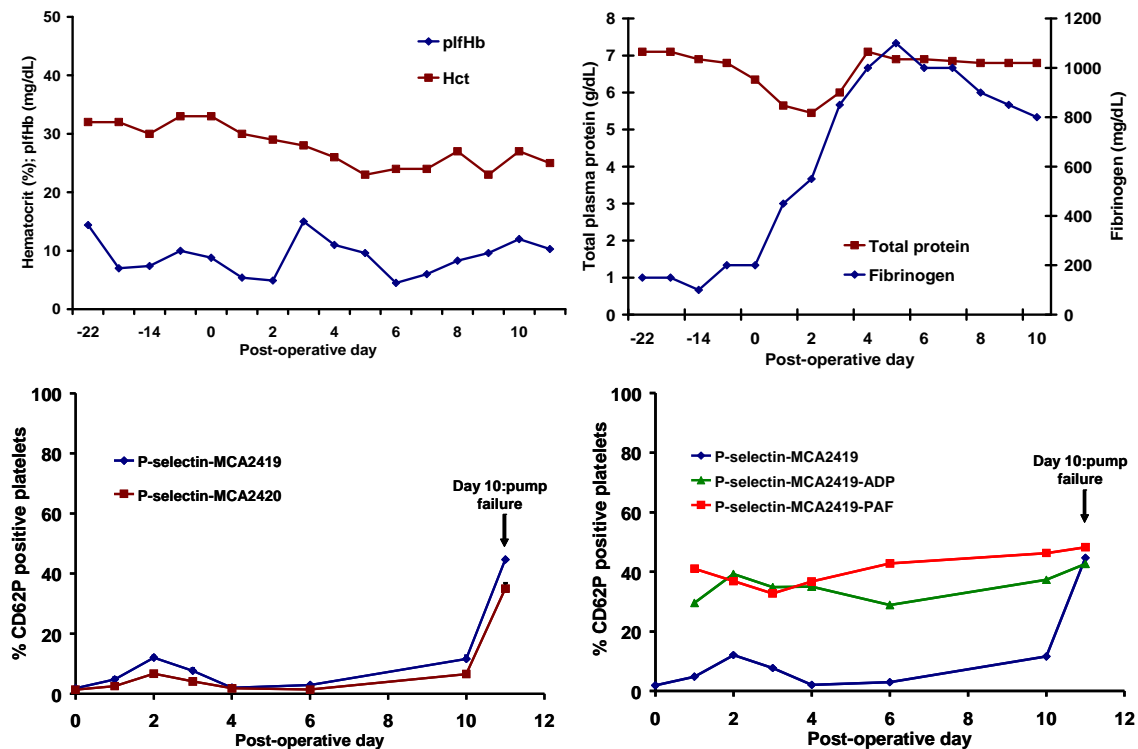 Hematocrit (%); plfHb (mg/dL)
50
40
30
20
10
0
plfHb
Hct
-22 -14 0 2 4 6 8 10
Post-operative day
Total plasma protein (g/dL)
8
7
6
5
4
3
2
1
0
Total protein
Fibrinogen
1200
1000
800
600
400
200
0
Fibrinogen (mg/dL)
-22 -14 0 2 4 6 8 10
Post-operative day
% CD62P positive platelets
100
80
60
40
20
0
P-selectin-MCA2419
P-selectin-MCA2420
Day 10:pump
failure
0 2 4 6 8 10 12
Post-operative day
% CD62P positive platelets
100
80
60
40
20
0
P-selectin-MCA2419
P-selectin-MCA2419-ADP
P-selectin-MCA2419-PAF
Day 10:pump
failure
0 2 4 6 8 10 12
Post-operative day